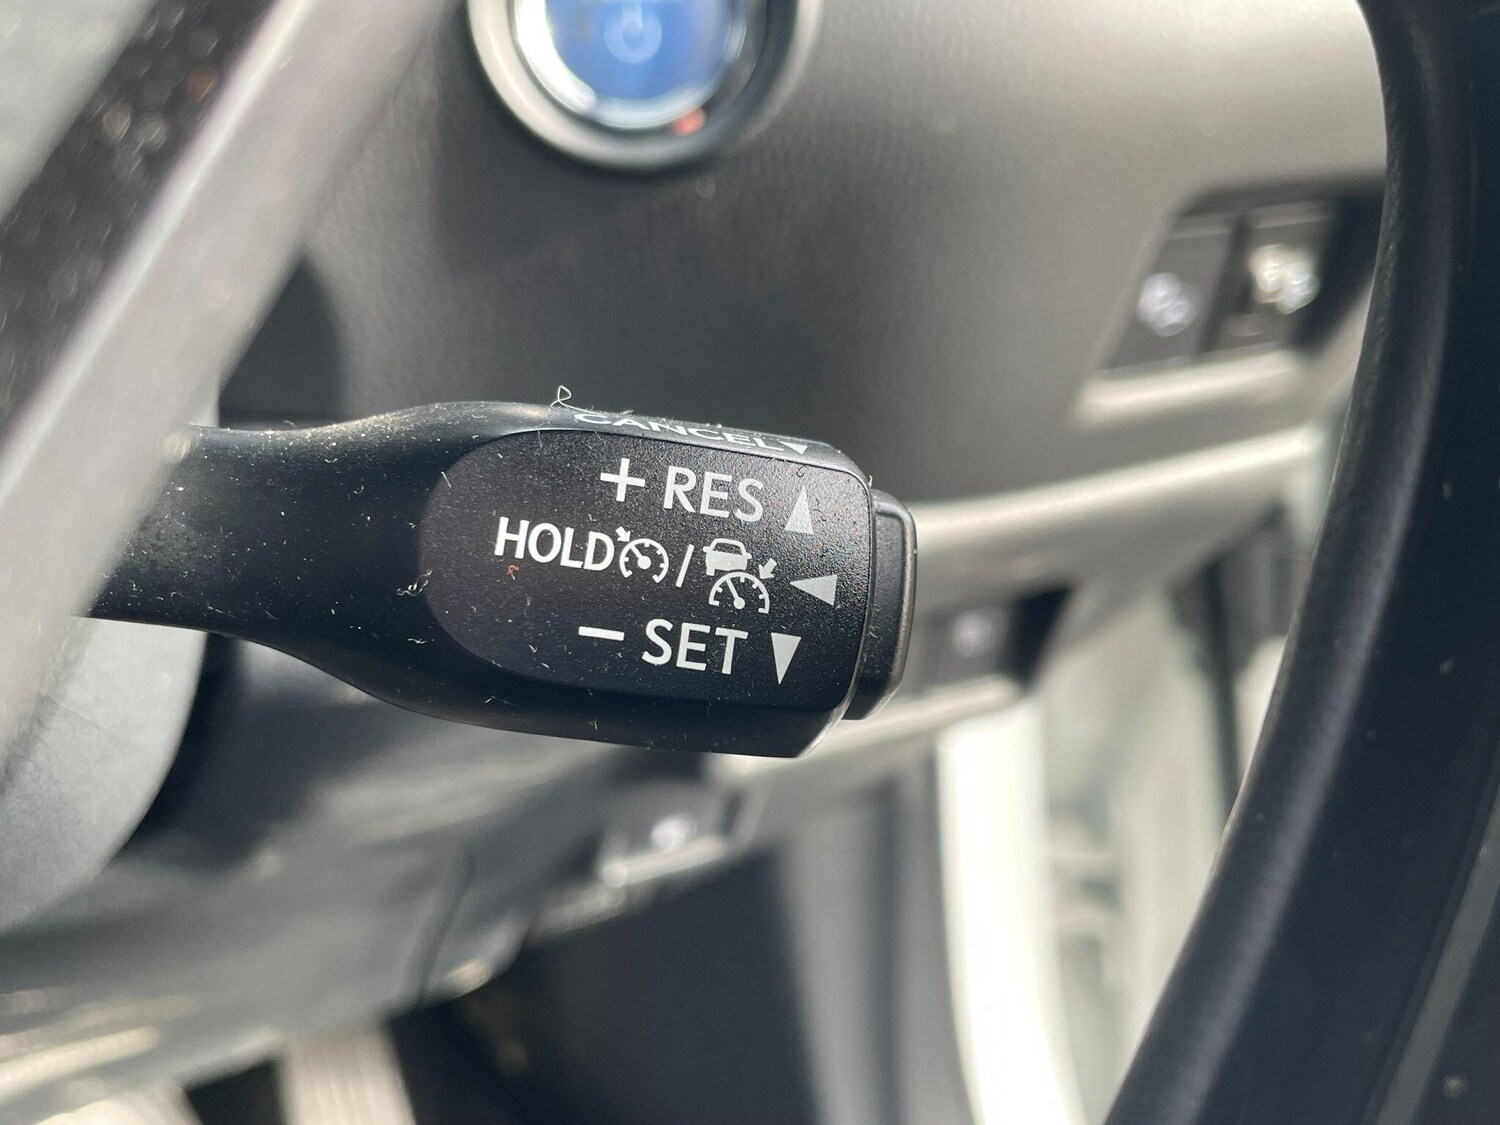 CANCEL▼
+ RES ▲
HOLD / ◀
− SET ▼